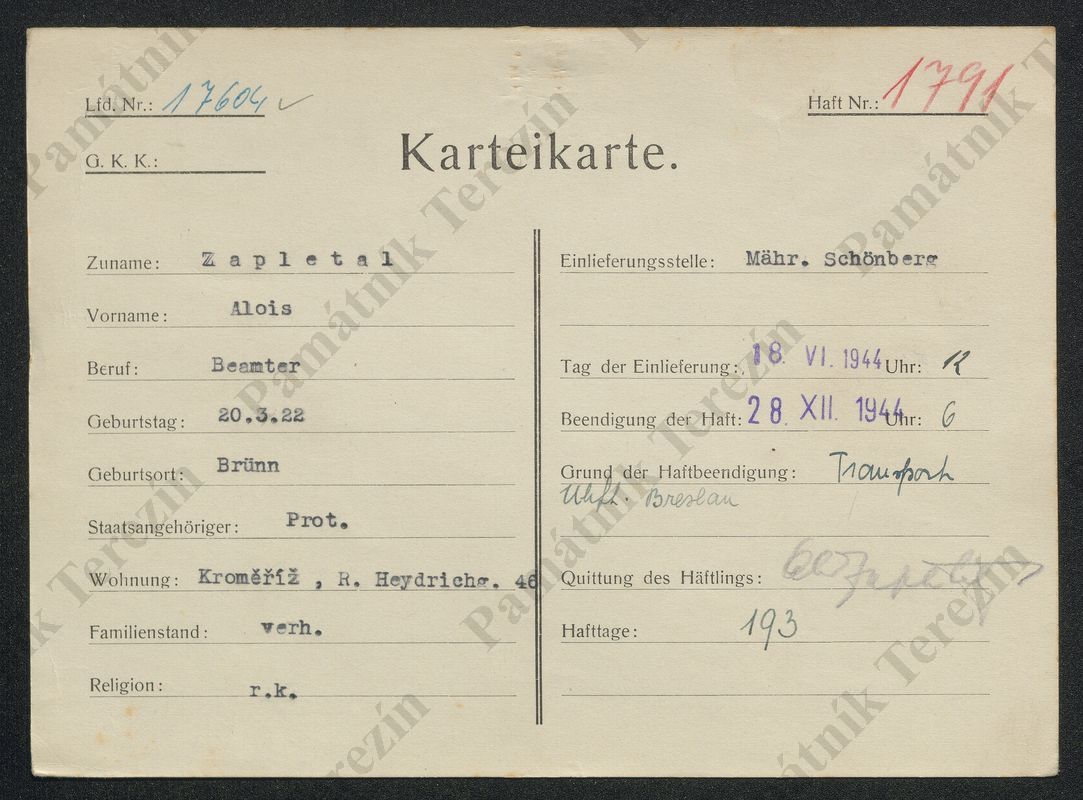 Lfd. Nr.: 17604 ✓
Haft Nr.: 1791
G. K. K.:
Karteikarte.
Zuname: Zapletal
Vorname: Alois
Beruf: Beamter
Geburtstag: 20.3.22
Geburtsort: Brünn
Staatsangehöriger: Prot.
Wohnung: Kroměříž, R. Heydrichg. 46
Familienstand: verh.
Religion: r.k.
Einlieferungsstelle: Mähr. Schönberg
Tag der Einlieferung: 18. VI. 1944 Uhr:
Beendigung der Haft: 28. XII. 1944 Uhr: 6
Grund der Haftbeendigung: Transport
Uhft. Breslau
Quittung des Häftlings:
Hafttage: 193
Památník Terezín